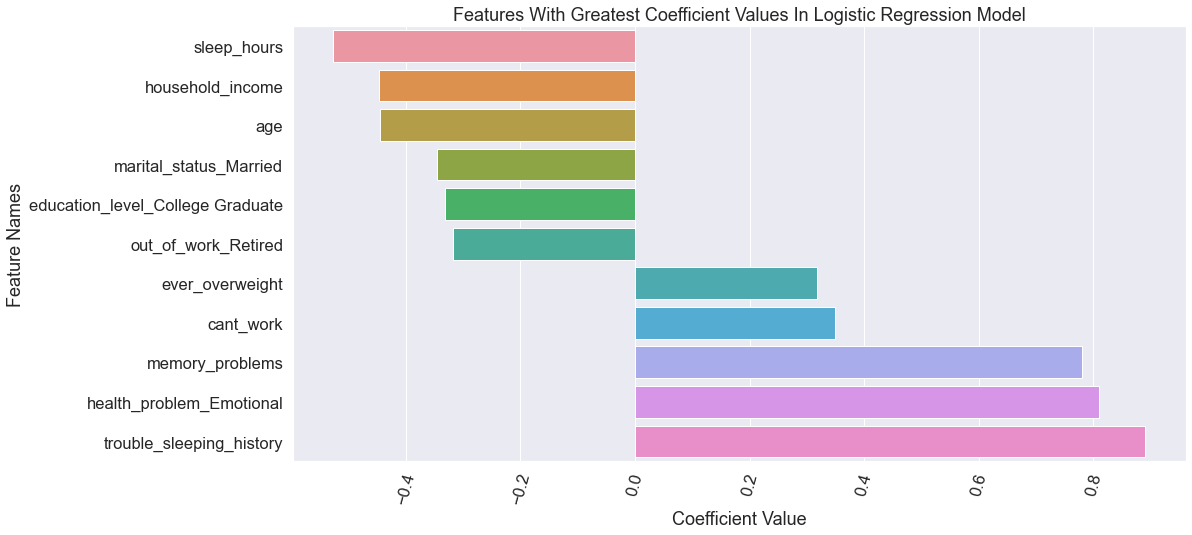 Features With Greatest Coefficient Values In Logistic Regression Model
Feature Names
sleep_hours
household_income
age
marital_status_Married
education_level_College Graduate
out_of_work_Retired
ever_overweight
cant_work
memory_problems
health_problem_Emotional
trouble_sleeping_history
−0.4
−0.2
0.0
0.2
0.4
0.6
0.8
Coefficient Value